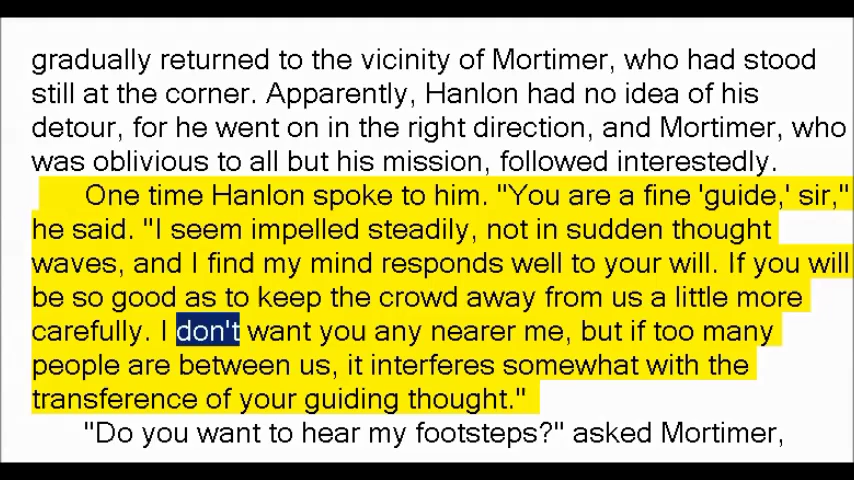 gradually returned to the vicinity of Mortimer, who had stood
still at the corner. Apparently, Hanlon had no idea of his
detour, for he went on in the right direction, and Mortimer, who
was oblivious to all but his mission, followed interestedly.
One time Hanlon spoke to him. "You are a fine 'guide,' sir,"
he said. "I seem impelled steadily, not in sudden thought
waves, and I find my mind responds well to your will. If you will
be so good as to keep the crowd away from us a little more
carefully. I don't want you any nearer me, but if too many
people are between us, it interferes somewhat with the
transference of your guiding thought."
"Do you want to hear my footsteps?" asked Mortimer,